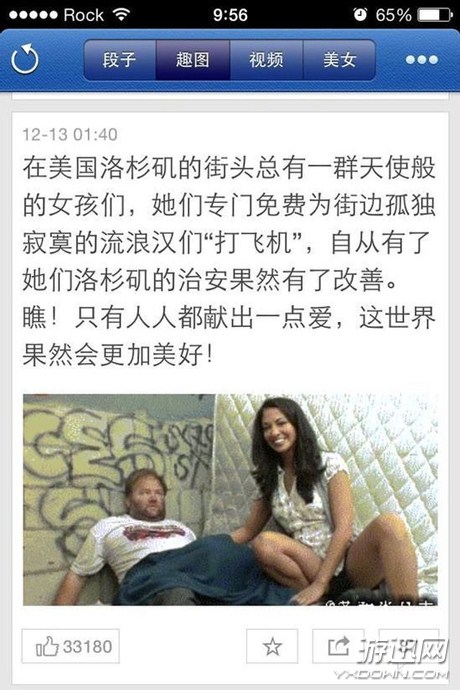 Rock 9:56 65%
段子 趣图 视频 美女
12-13 01:40
在美国洛杉矶的街头总有一群天使般
的女孩们，她们专门免费为街边孤独
寂寞的流浪汉们“打飞机”，自从有了
她们洛杉矶的治安果然有了改善。
瞧！只有人人都献出一点爱，这世界
果然会更加美好！
33180
游迅网
YXDOWN.COM